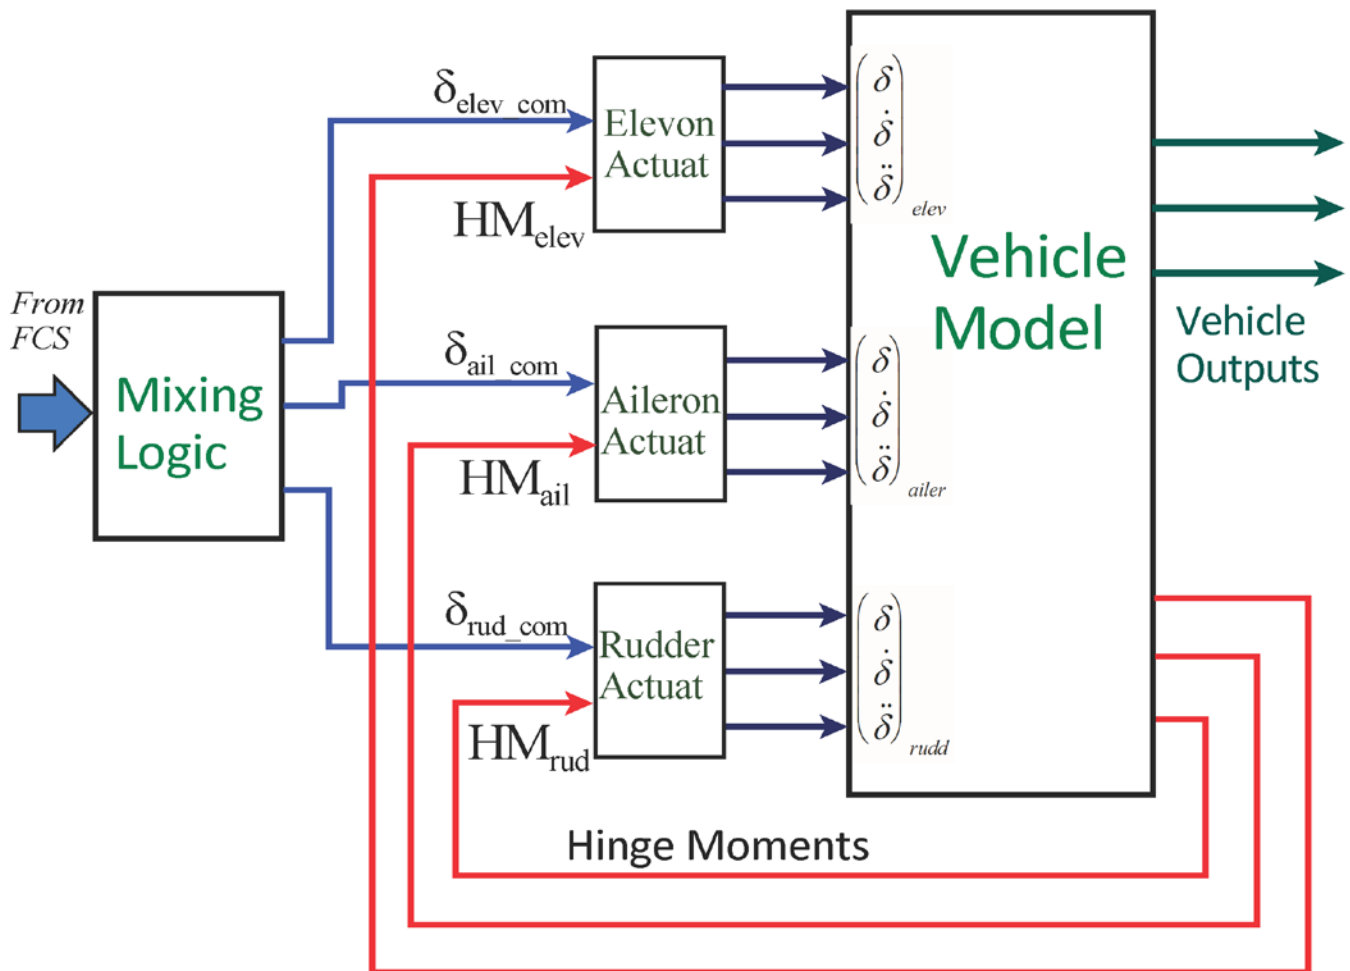 From
FCS
Mixing
Logic
δelev_com
HMelev
Elevon
Actuat
δ
δ̇
δ̈
elev
δail_com
HMail
Aileron
Actuat
δ
δ̇
δ̈
ailer
δrud_com
HMrud
Rudder
Actuat
δ
δ̇
δ̈
rudd
Vehicle
Model
Vehicle
Outputs
Hinge Moments